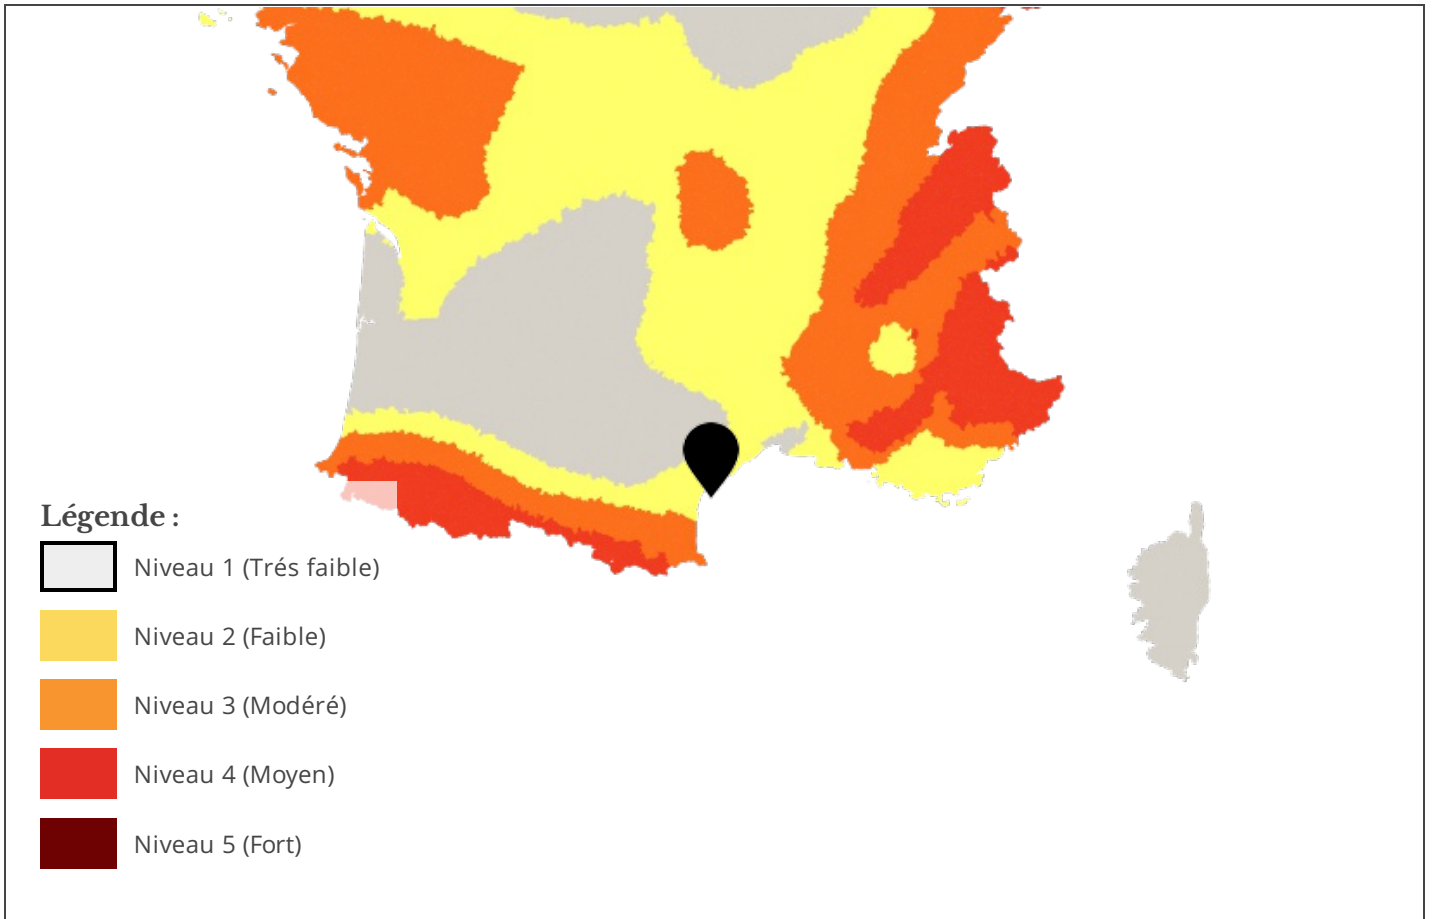 Légende :
Niveau 1 (Trés faible)
Niveau 2 (Faible)
Niveau 3 (Modéré)
Niveau 4 (Moyen)
Niveau 5 (Fort)